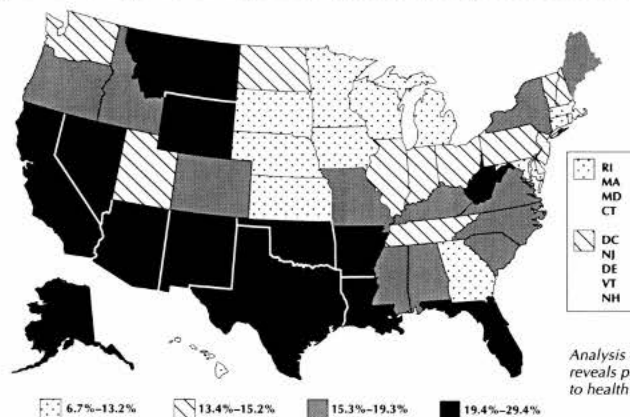 RI
MA
MD
CT
DC
NJ
DE
VT
NH
Analysis
reveals p
to health
6.7%–13.2%
13.4%–15.2%
15.3%–19.3%
19.4%–29.4%